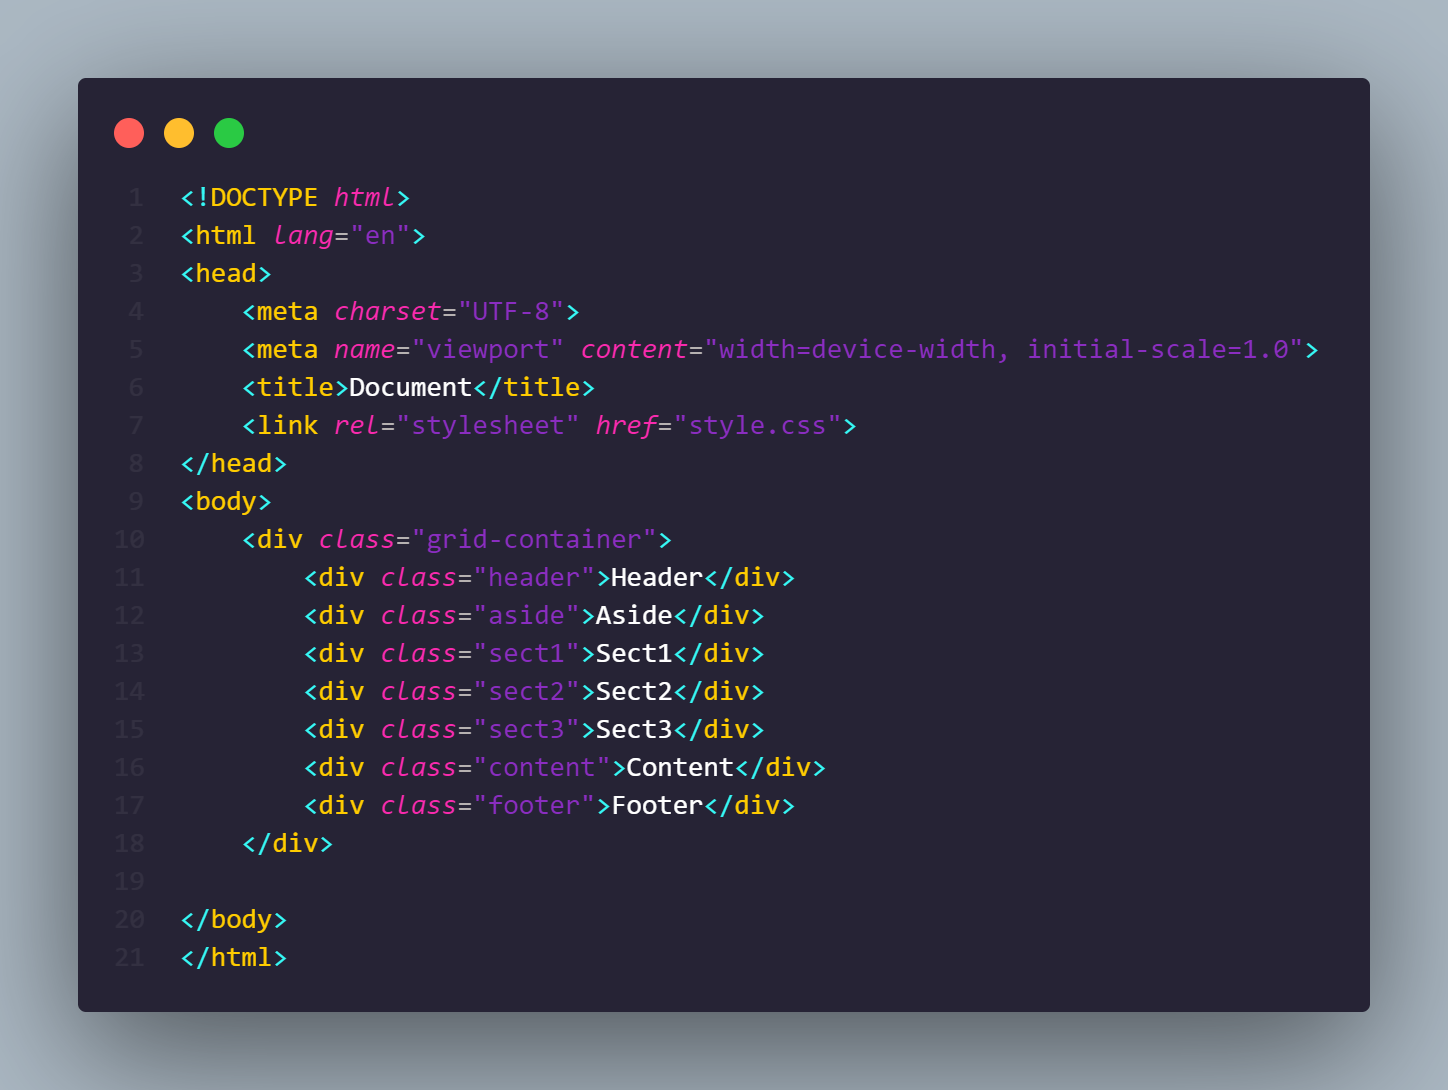 1 <!DOCTYPE html>
2 <html lang="en">
3 <head>
4     <meta charset="UTF-8">
5     <meta name="viewport" content="width=device-width, initial-scale=1.0">
6     <title>Document</title>
7     <link rel="stylesheet" href="style.css">
8 </head>
9 <body>
10     <div class="grid-container">
11         <div class="header">Header</div>
12         <div class="aside">Aside</div>
13         <div class="sect1">Sect1</div>
14         <div class="sect2">Sect2</div>
15         <div class="sect3">Sect3</div>
16         <div class="content">Content</div>
17         <div class="footer">Footer</div>
18     </div>
19
20 </body>
21 </html>